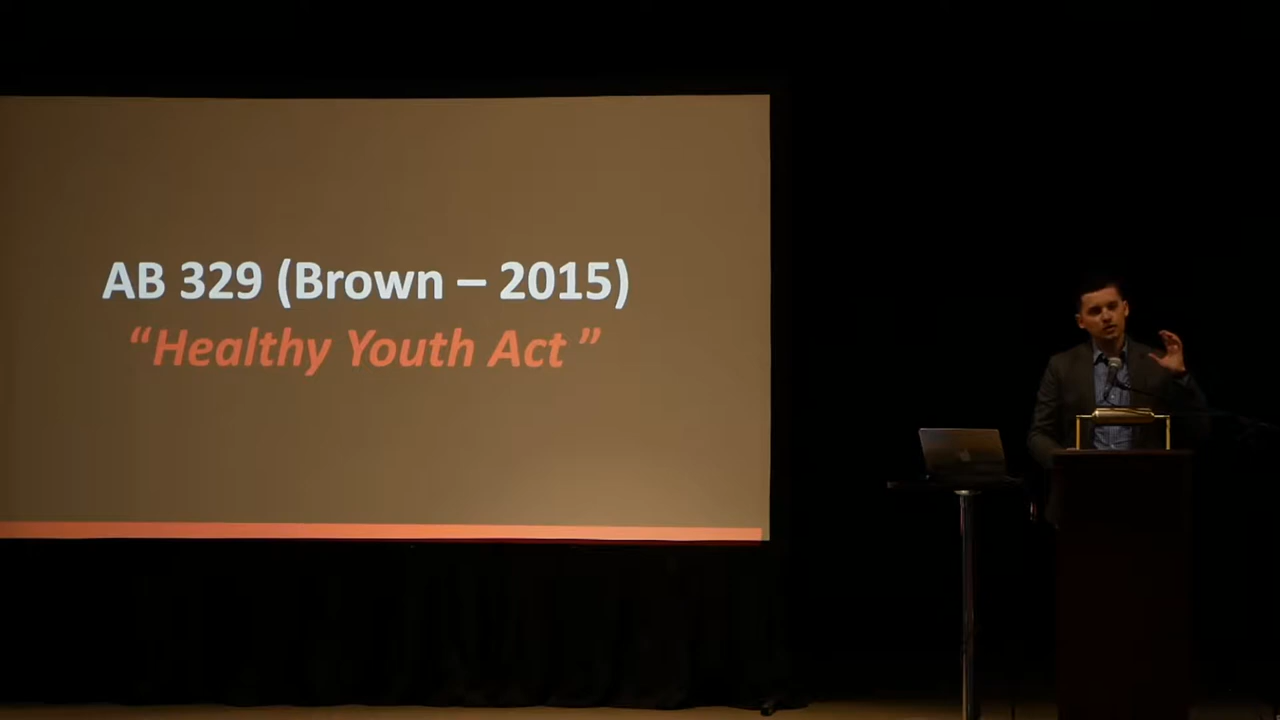 AB 329 (Brown – 2015)
“Healthy Youth Act ”